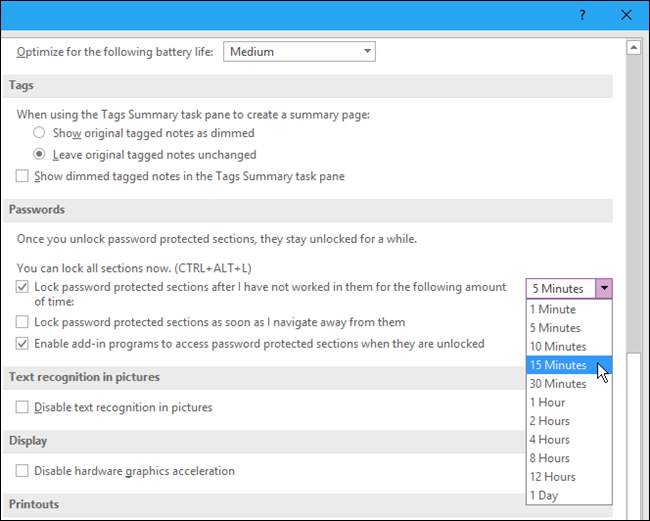 ?
Optimize for the following battery life: Medium
Tags
When using the Tags Summary task pane to create a summary page:
Show original tagged notes as dimmed
Leave original tagged notes unchanged
Show dimmed tagged notes in the Tags Summary task pane
Passwords
Once you unlock password protected sections, they stay unlocked for a while.
You can lock all sections now. (CTRL+ALT+L)
Lock password protected sections after I have not worked in them for the following amount
of time:
Lock password protected sections as soon as I navigate away from them
Enable add-in programs to access password protected sections when they are unlocked
5 Minutes
1 Minute
5 Minutes
10 Minutes
15 Minutes
30 Minutes
1 Hour
2 Hours
4 Hours
8 Hours
12 Hours
1 Day
Text recognition in pictures
Disable text recognition in pictures
Display
Disable hardware graphics acceleration
Printouts